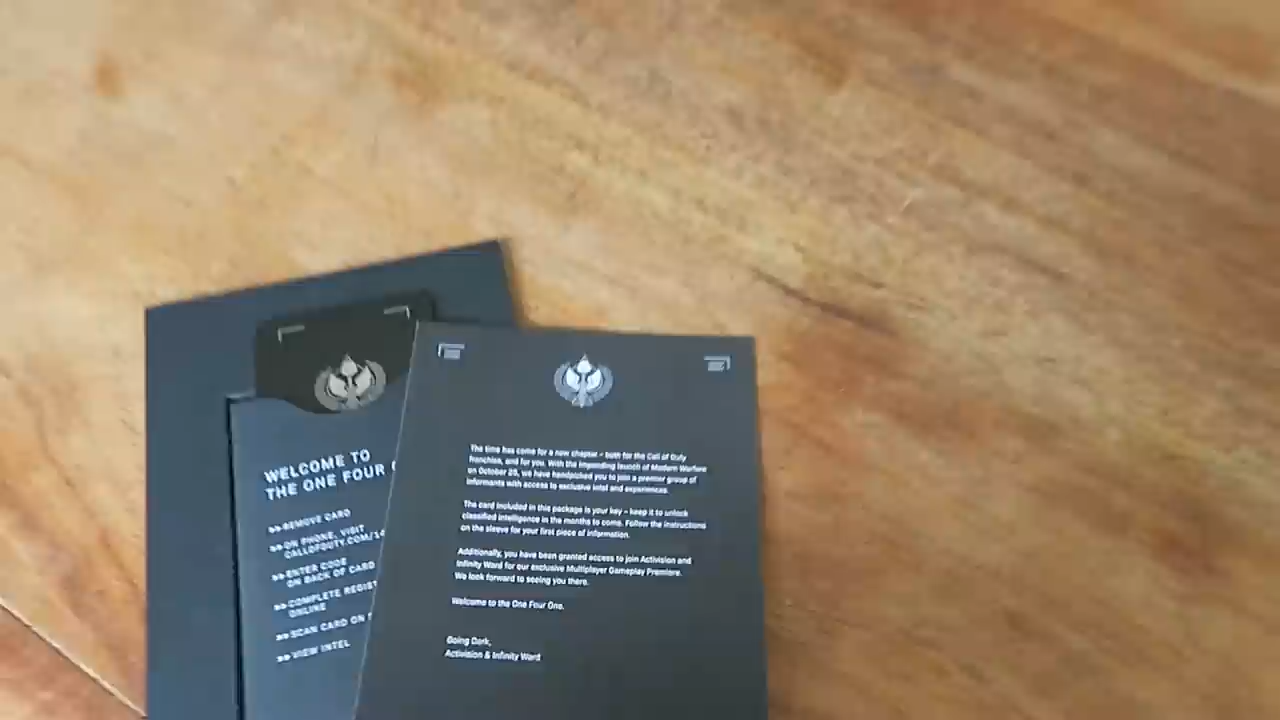 WELCOME TO
THE ONE FOUR
>> REMOVE CARD
>> ON PHONE, VISIT
CALLOFDUTY.COM/14
>> ENTER CODE
ON BACK OF CARD
>> COMPLETE REGIST
ONLINE
>> SCAN CARD ON
>> VIEW INTEL
The time has come for a new chapter – both for the Call of Duty
franchise, and for you. With the impending launch of Modern Warfare
on October 25, we have handpicked you to join a premier group of
informants with access to exclusive intel and experiences.
The card included in this package is your key – keep it to unlock
classified intelligence in the months to come. Follow the instructions
on the sleeve for your first piece of information.
Additionally, you have been granted access to join Activision and
Infinity Ward for our exclusive Multiplayer Gameplay Premiere.
We look forward to seeing you there.
Welcome to the One Four One.
Going Dark,
Activision & Infinity Ward